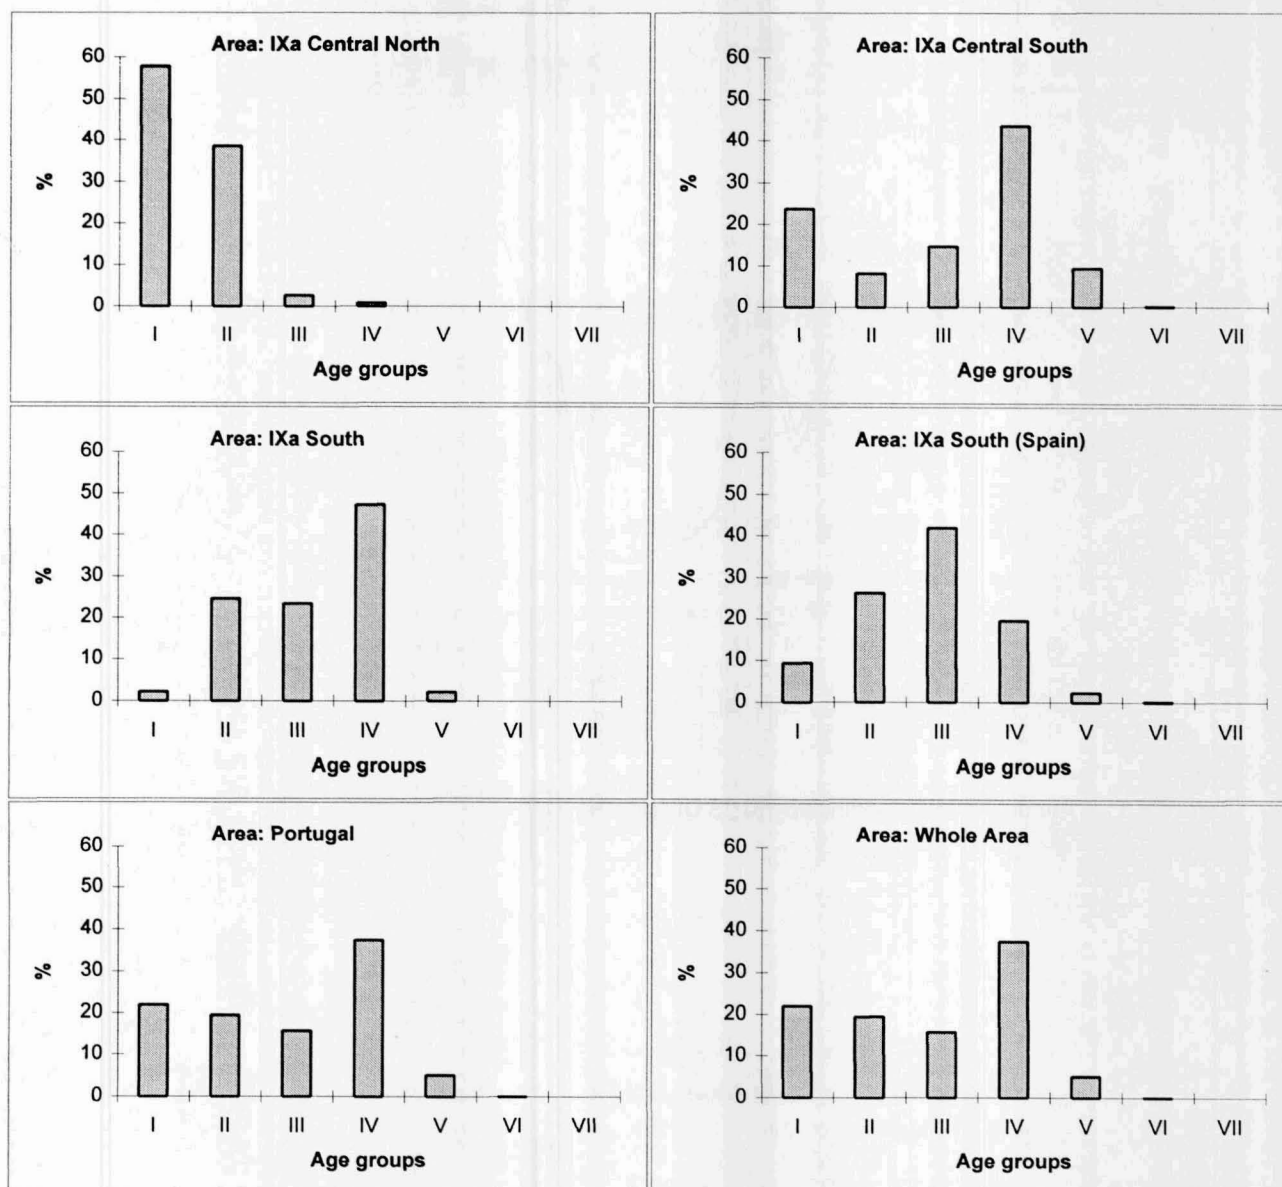 Area: IXa Central North
60
50
40
30
20
10
0
%
I II III IV V VI VII
Age groups
Area: IXa Central South
60
50
40
30
20
10
0
%
I II III IV V VI VII
Age groups
Area: IXa South
60
50
40
30
20
10
0
%
I II III IV V VI VII
Age groups
Area: IXa South (Spain)
60
50
40
30
20
10
0
%
I II III IV V VI VII
Age groups
Area: Portugal
60
50
40
30
20
10
0
%
I II III IV V VI VII
Age groups
Area: Whole Area
60
50
40
30
20
10
0
%
I II III IV V VI VII
Age groups